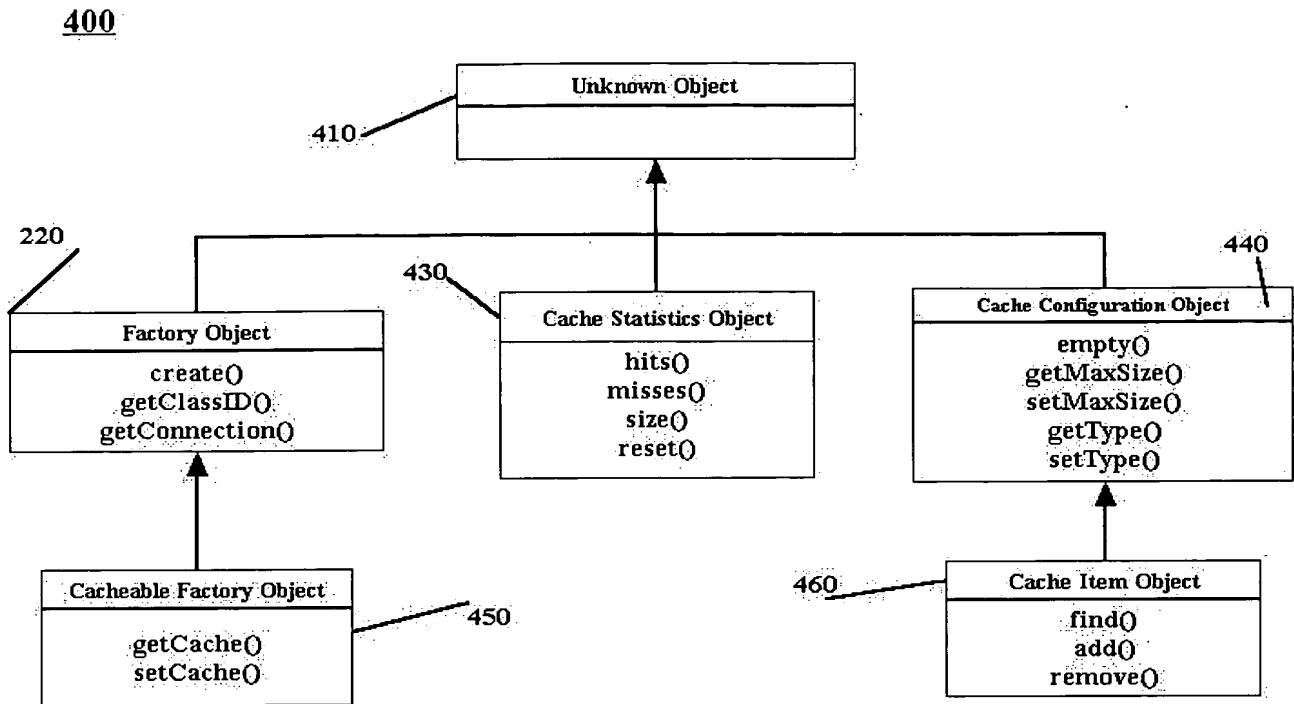 400
Unknown Object
410
220
430
440
Factory Object
create()
getClassID()
getConnection()
Cache Statistics Object
hits()
misses()
size()
reset()
Cache Configuration Object
empty()
getMaxSize()
setMaxSize()
getType()
setType()
Cacheable Factory Object
getCache()
setCache()
450
460
Cache Item Object
find()
add()
remove()